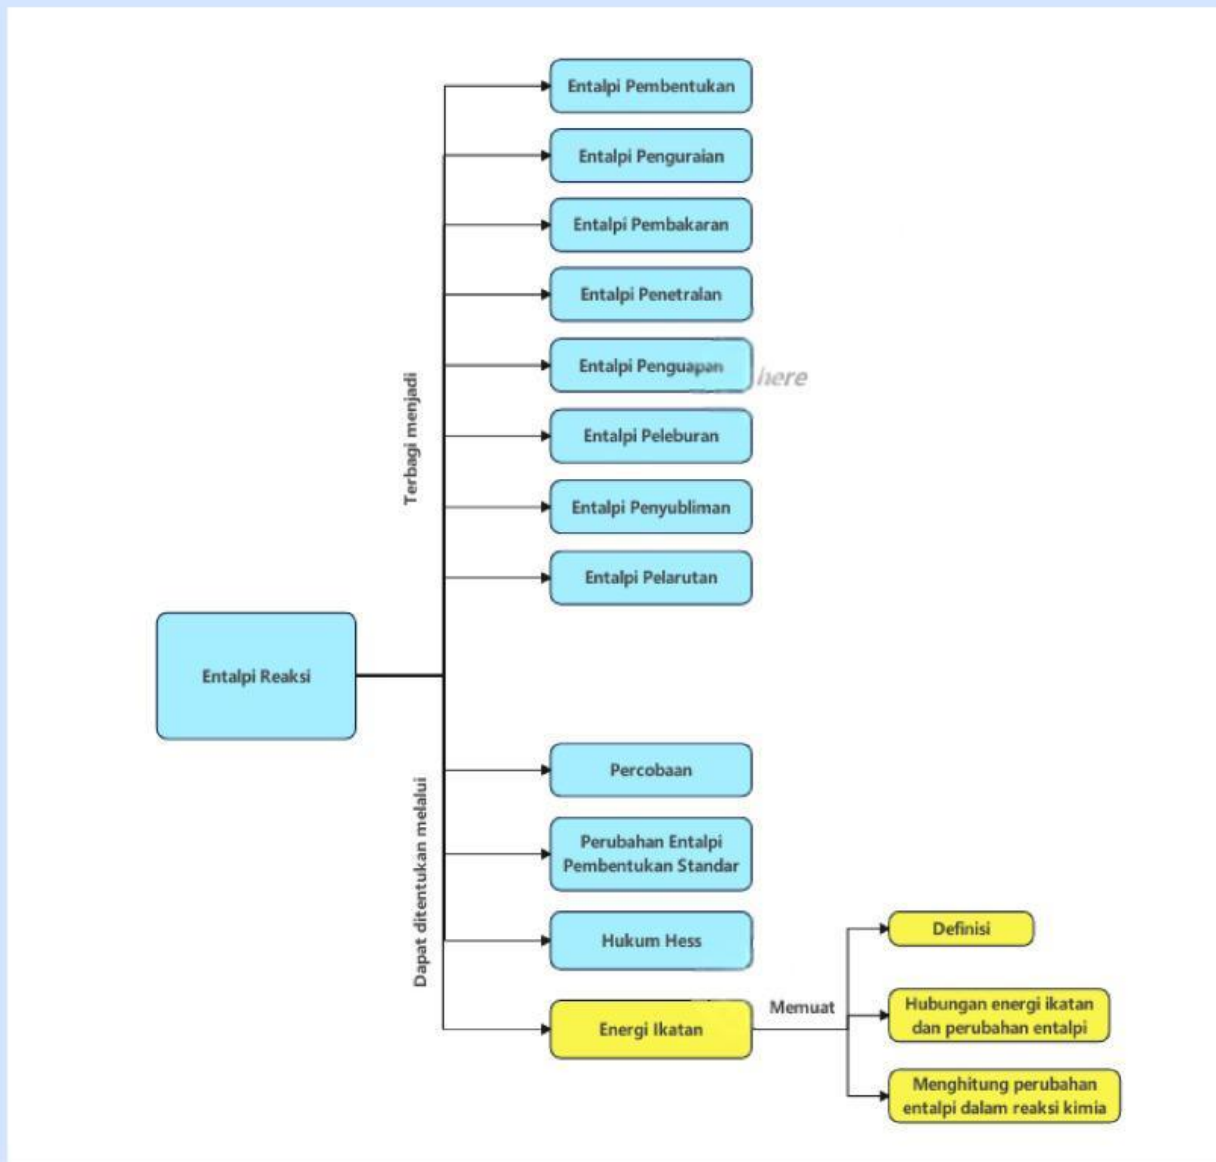 Entalpi Pembentukan
Entalpi Penguraian
Entalpi Pembakaran
Entalpi Penetralan
Entalpi Penguapan
here
Entalpi Peleburan
Entalpi Penyubliman
Entalpi Pelarutan
Terbagi menjadi
Entalpi Reaksi
Dapat ditentukan melalui
Percobaan
Perubahan Entalpi
Pembentukan Standar
Hukum Hess
Energi Ikatan
Memuat
Definisi
Hubungan energi ikatan
dan perubahan entalpi
Menghitung perubahan
entalpi dalam reaksi kimia